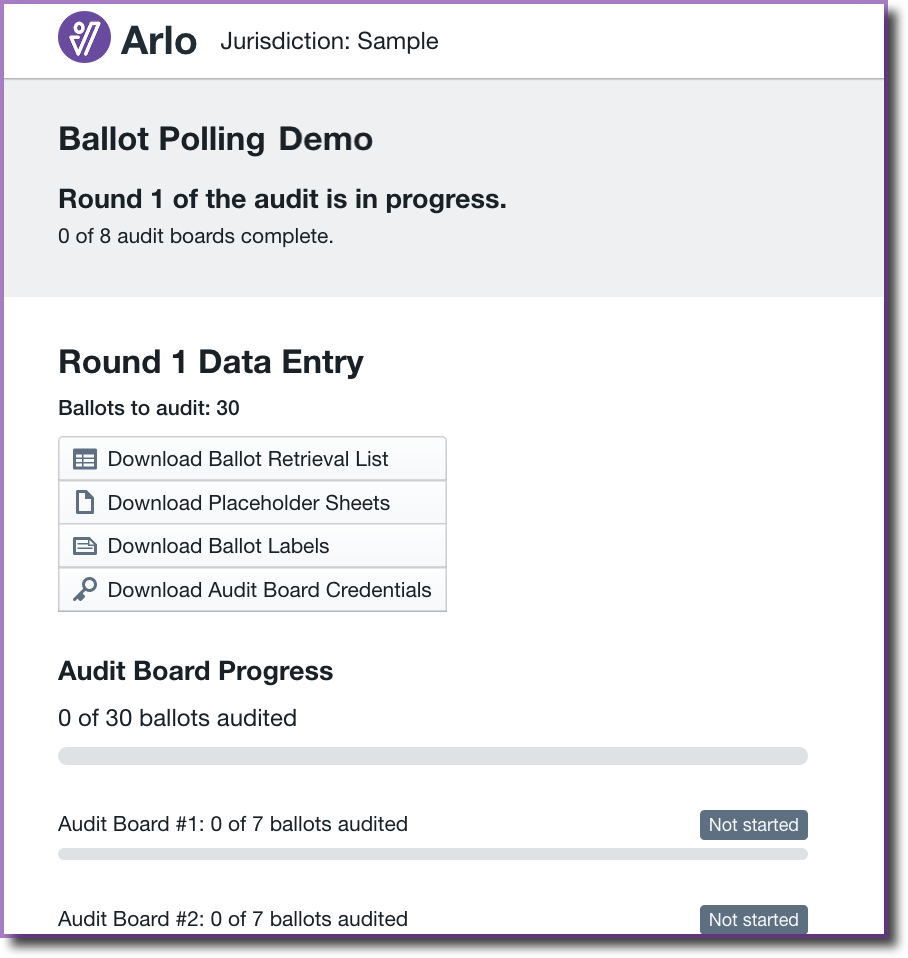 Arlo Jurisdiction: Sample
Ballot Polling Demo
Round 1 of the audit is in progress.
0 of 8 audit boards complete.
Round 1 Data Entry
Ballots to audit: 30
Download Ballot Retrieval List
Download Placeholder Sheets
Download Ballot Labels
Download Audit Board Credentials
Audit Board Progress
0 of 30 ballots audited
Audit Board #1: 0 of 7 ballots audited Not started
Audit Board #2: 0 of 7 ballots audited Not started